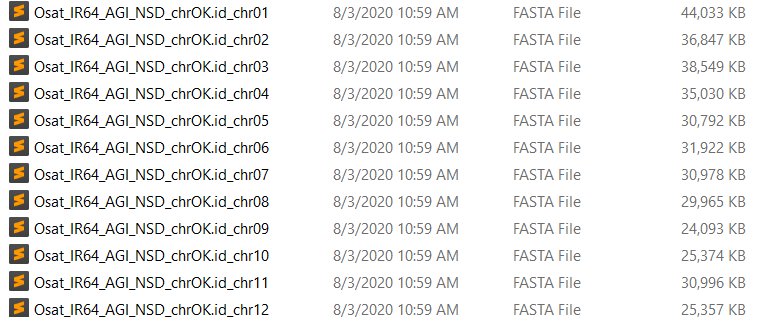 Osat_IR64_AGI_NSD_chrOK.id_chr01 8/3/2020 10:59 AM FASTA File 44,033 KB
Osat_IR64_AGI_NSD_chrOK.id_chr02 8/3/2020 10:59 AM FASTA File 36,847 KB
Osat_IR64_AGI_NSD_chrOK.id_chr03 8/3/2020 10:59 AM FASTA File 38,549 KB
Osat_IR64_AGI_NSD_chrOK.id_chr04 8/3/2020 10:59 AM FASTA File 35,030 KB
Osat_IR64_AGI_NSD_chrOK.id_chr05 8/3/2020 10:59 AM FASTA File 30,792 KB
Osat_IR64_AGI_NSD_chrOK.id_chr06 8/3/2020 10:59 AM FASTA File 31,922 KB
Osat_IR64_AGI_NSD_chrOK.id_chr07 8/3/2020 10:59 AM FASTA File 30,978 KB
Osat_IR64_AGI_NSD_chrOK.id_chr08 8/3/2020 10:59 AM FASTA File 29,965 KB
Osat_IR64_AGI_NSD_chrOK.id_chr09 8/3/2020 10:59 AM FASTA File 24,093 KB
Osat_IR64_AGI_NSD_chrOK.id_chr10 8/3/2020 10:59 AM FASTA File 25,374 KB
Osat_IR64_AGI_NSD_chrOK.id_chr11 8/3/2020 10:59 AM FASTA File 30,996 KB
Osat_IR64_AGI_NSD_chrOK.id_chr12 8/3/2020 10:59 AM FASTA File 25,357 KB